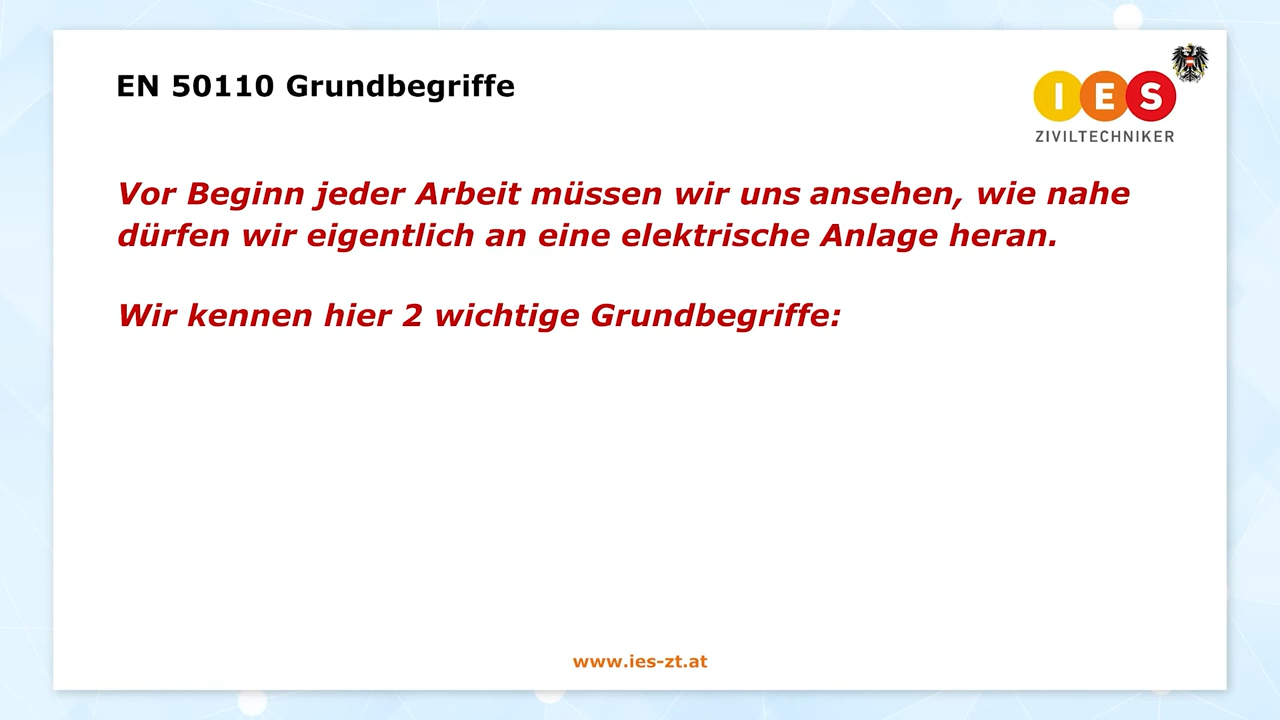 EN 50110 Grundbegriffe
I E S
ZIVILTECHNIKER
Vor Beginn jeder Arbeit müssen wir uns ansehen, wie nahe
dürfen wir eigentlich an eine elektrische Anlage heran.
Wir kennen hier 2 wichtige Grundbegriffe:
www.ies-zt.at